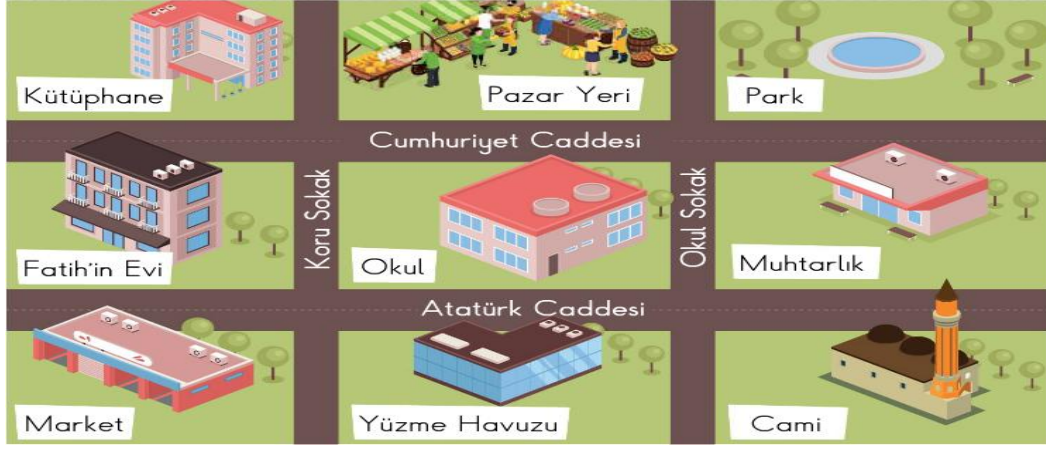 Kütüphane
Pazar Yeri
Park
Cumhuriyet Caddesi
Koru Sokak
Okul Sokak
Fatih'in Evi
Okul
Muhtarlık
Atatürk Caddesi
Market
Yüzme Havuzu
Cami